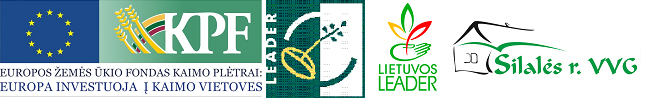 KPF
EUROPOS ŽEMĖS ŪKIO FONDAS KAIMO PLĖTRAI:
EUROPA INVESTUOJA Į KAIMO VIETOVES
LEADER
LIETUVOS
LEADER
Šilalės r. VVG